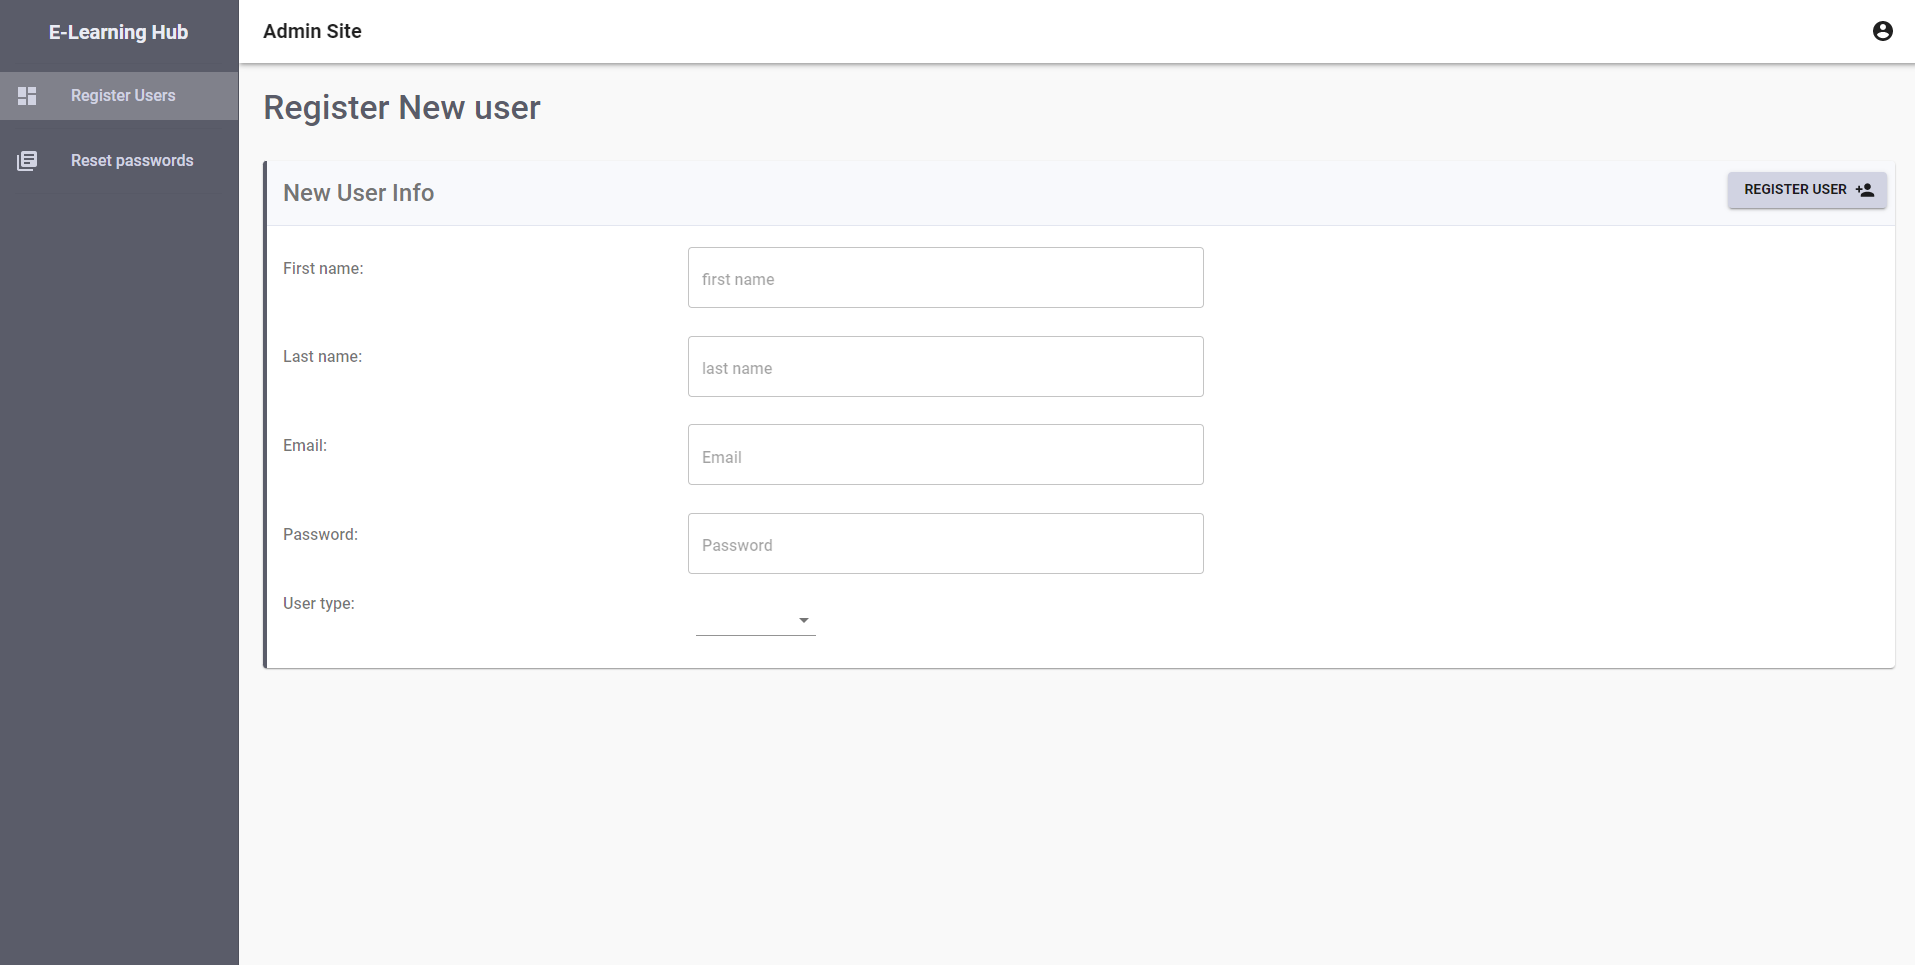 E-Learning Hub
Admin Site
Register Users
Reset passwords
Register New user
New User Info
REGISTER USER
First name:
first name
Last name:
last name
Email:
Email
Password:
Password
User type: